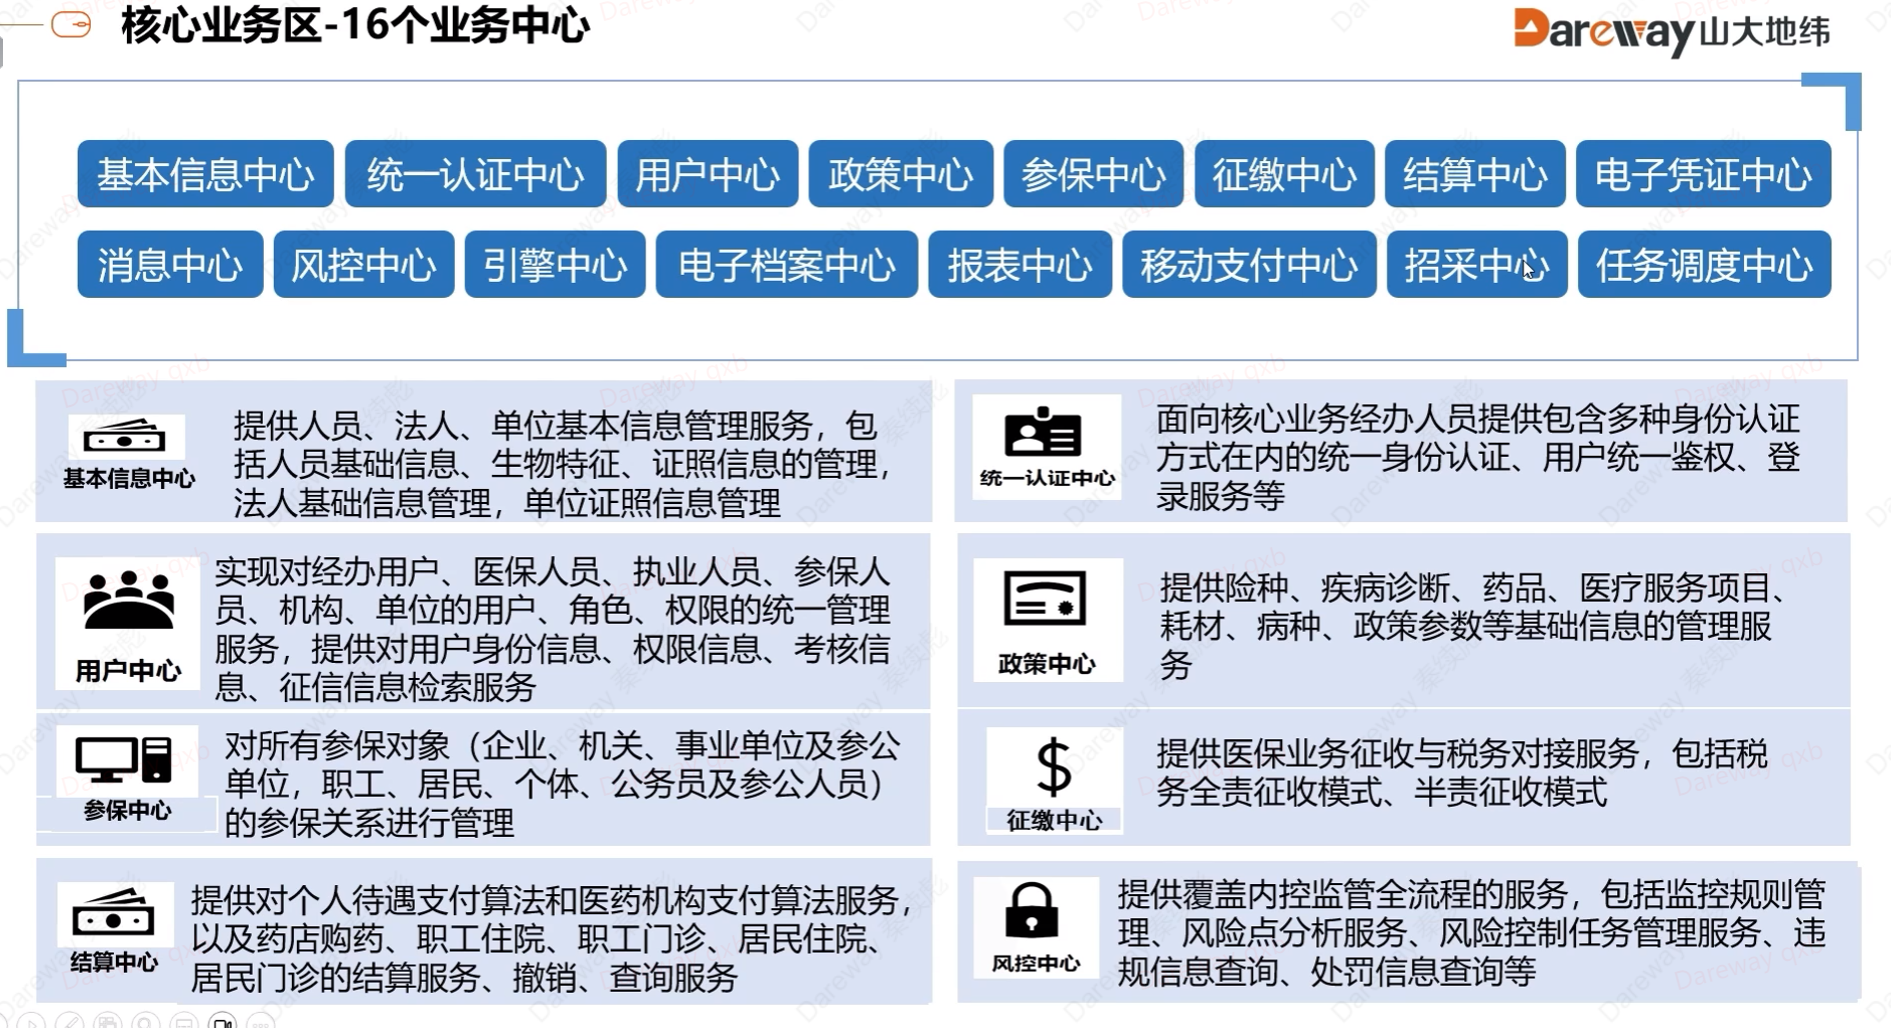 核心业务区-16个业务中心
Dareway山大地纬
基本信息中心 统一认证中心 用户中心 政策中心 参保中心 征缴中心 结算中心 电子凭证中心
消息中心 风控中心 引擎中心 电子档案中心 报表中心 移动支付中心 招采中心 任务调度中心
基本信息中心
提供人员、法人、单位基本信息管理服务，包
括人员基础信息、生物特征、证照信息的管理，
法人基础信息管理，单位证照信息管理
统一认证中心
面向核心业务经办人员提供包含多种身份认证
方式在内的统一身份认证、用户统一鉴权、登
录服务等
用户中心
实现对经办用户、医保人员、执业人员、参保人
员、机构、单位的用户、角色、权限的统一管理
服务，提供对用户身份信息、权限信息、考核信
息、征信信息检索服务
政策中心
提供险种、疾病诊断、药品、医疗服务项目、
耗材、病种、政策参数等基础信息的管理服
务
参保中心
对所有参保对象（企业、机关、事业单位及参公
单位，职工、居民、个体、公务员及参公人员）
的参保关系进行管理
征缴中心
提供医保业务征收与税务对接服务，包括税
务全责征收模式、半责征收模式
结算中心
提供对个人待遇支付算法和医药机构支付算法服务，
以及药店购药、职工住院、职工门诊、居民住院、
居民门诊的结算服务、撤销、查询服务
风控中心
提供覆盖内控监管全流程的服务，包括监控规则管
理、风险点分析服务、风险控制任务管理服务、违
规信息查询、处罚信息查询等